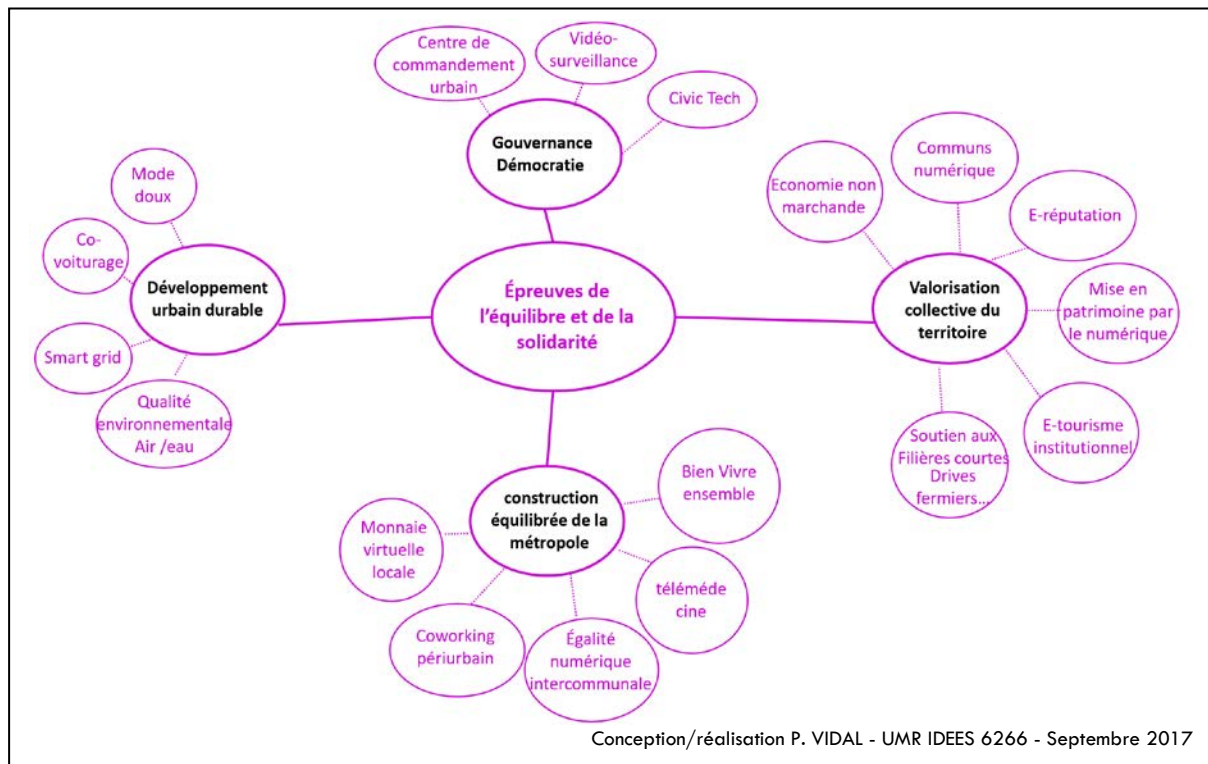 Centre de
commandement
urbain
Vidéo-
surveillance
Civic Tech
Gouvernance
Démocratie
Mode
doux
Co-
voiturage
Développement
urbain durable
Smart grid
Qualité
environnementale
Air /eau
Épreuves de
l'équilibre et de la
solidarité
Communs
numérique
Economie non
marchande
E-réputation
Valorisation
collective du
territoire
Mise en
patrimoine par
le numérique
E-tourisme
institutionnel
Soutien aux
Filières courtes
Drives
fermiers...
construction
équilibrée de la
métropole
Bien Vivre
ensemble
Monnaie
virtuelle
locale
téléméde
cine
Coworking
périurbain
Égalité
numérique
intercommunale
Conception/réalisation P. VIDAL - UMR IDEES 6266 - Septembre 2017